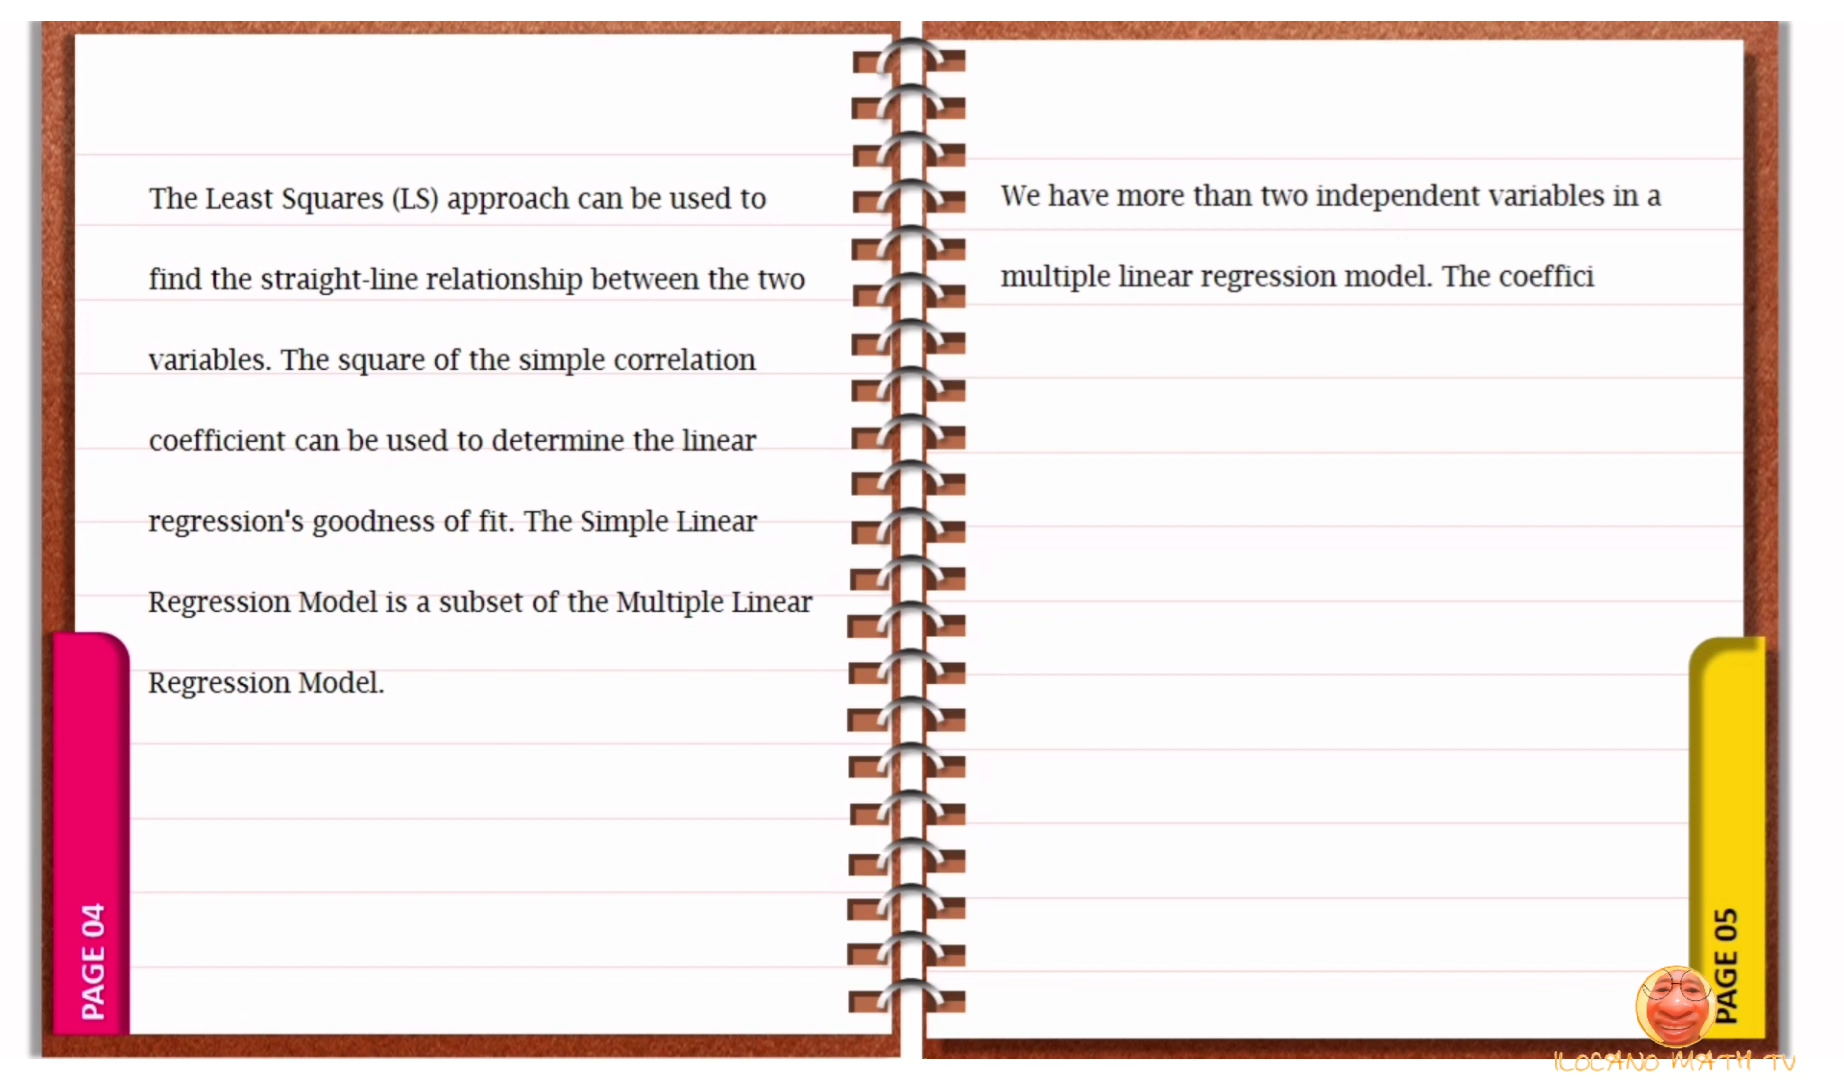 The Least Squares (LS) approach can be used to
find the straight-line relationship between the two
variables. The square of the simple correlation
coefficient can be used to determine the linear
regression's goodness of fit. The Simple Linear
Regression Model is a subset of the Multiple Linear
Regression Model.
PAGE 04
We have more than two independent variables in a
multiple linear regression model. The coeffici
PAGE 05
ILOCANO MATH TV